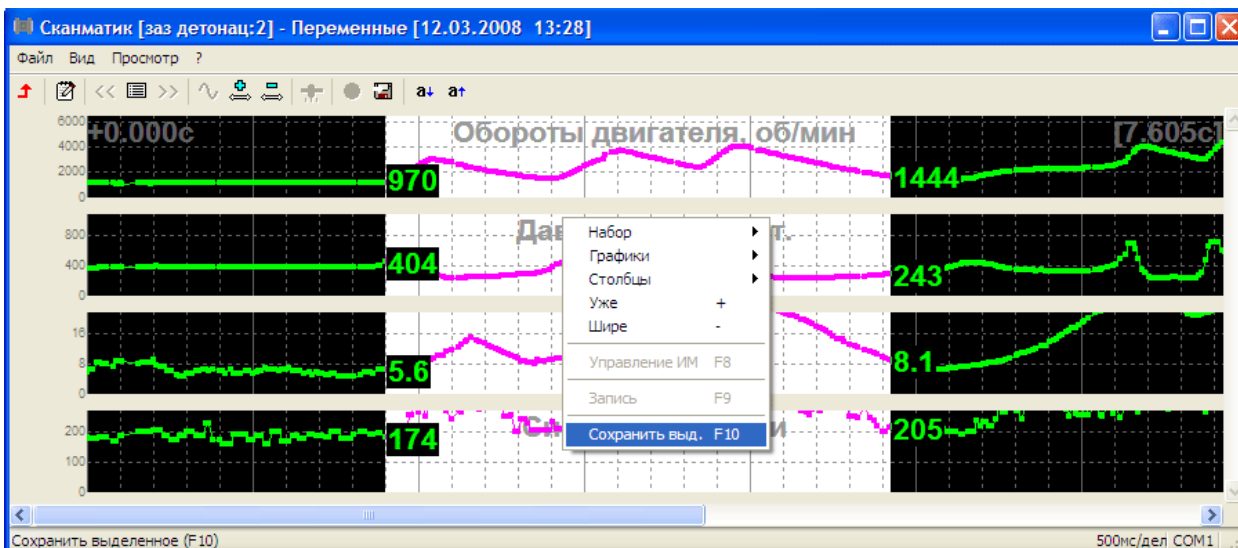 Сканматик [заз детонац:2] - Переменные [12.03.2008 13:28]
Файл Вид Просмотр ?
<< >> a↓ a↑
+0.000с Обороты двигателя, об/мин [7.605с]
6000
4000
2000
0
970 1444
Дав т.
800
400
0
404 243
16
8
0
5.6 8.1
200
100
0
174 205
Набор
Графики
Столбцы
Уже +
Шире -
Управление ИМ F8
Запись F9
Сохранить выд. F10
Сохранить выделенное (F10) 500мс/дел COM1